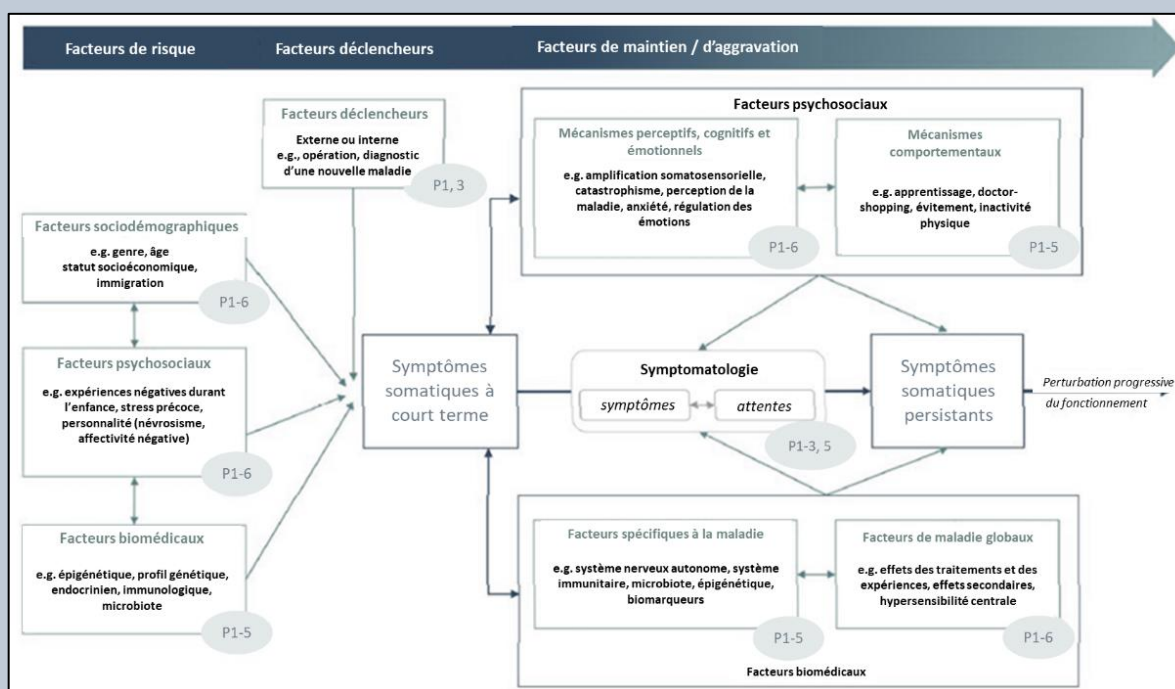 Facteurs de risque
Facteurs déclencheurs
Facteurs de maintien / d'aggravation
Facteurs déclencheurs
Externe ou interne
e.g., opération, diagnostic
d'une nouvelle maladie
P1, 3
Facteurs sociodémographiques
e.g. genre, âge
statut socioéconomique,
immigration
P1-6
Facteurs psychosociaux
e.g. expériences négatives durant
l'enfance, stress précoce,
personnalité (névrosisme,
affectivité négative)
P1-6
Facteurs biomédicaux
e.g. épigénétique, profil génétique,
endocrinien, immunologique,
microbiote
P1-5
Symptômes
somatiques à
court terme
Facteurs psychosociaux
Mécanismes perceptifs, cognitifs et
émotionnels
e.g. amplification somatosensorielle,
catastrophisme, perception de la
maladie, anxiété, régulation des
émotions
P1-6
Mécanismes
comportementaux
e.g. apprentissage, doctor-
shopping, évitement, inactivité
physique
P1-5
Symptomatologie
symptômes
attentes
P1-3, 5
Symptômes
somatiques
persistants
Perturbation progressive
du fonctionnement
Facteurs spécifiques à la maladie
e.g. système nerveux autonome, système
immunitaire, microbiote, épigénétique,
biomarqueurs
P1-5
Facteurs de maladie globaux
e.g. effets des traitements et des
expériences, effets secondaires,
hypersensibilité centrale
P1-6
Facteurs biomédicaux